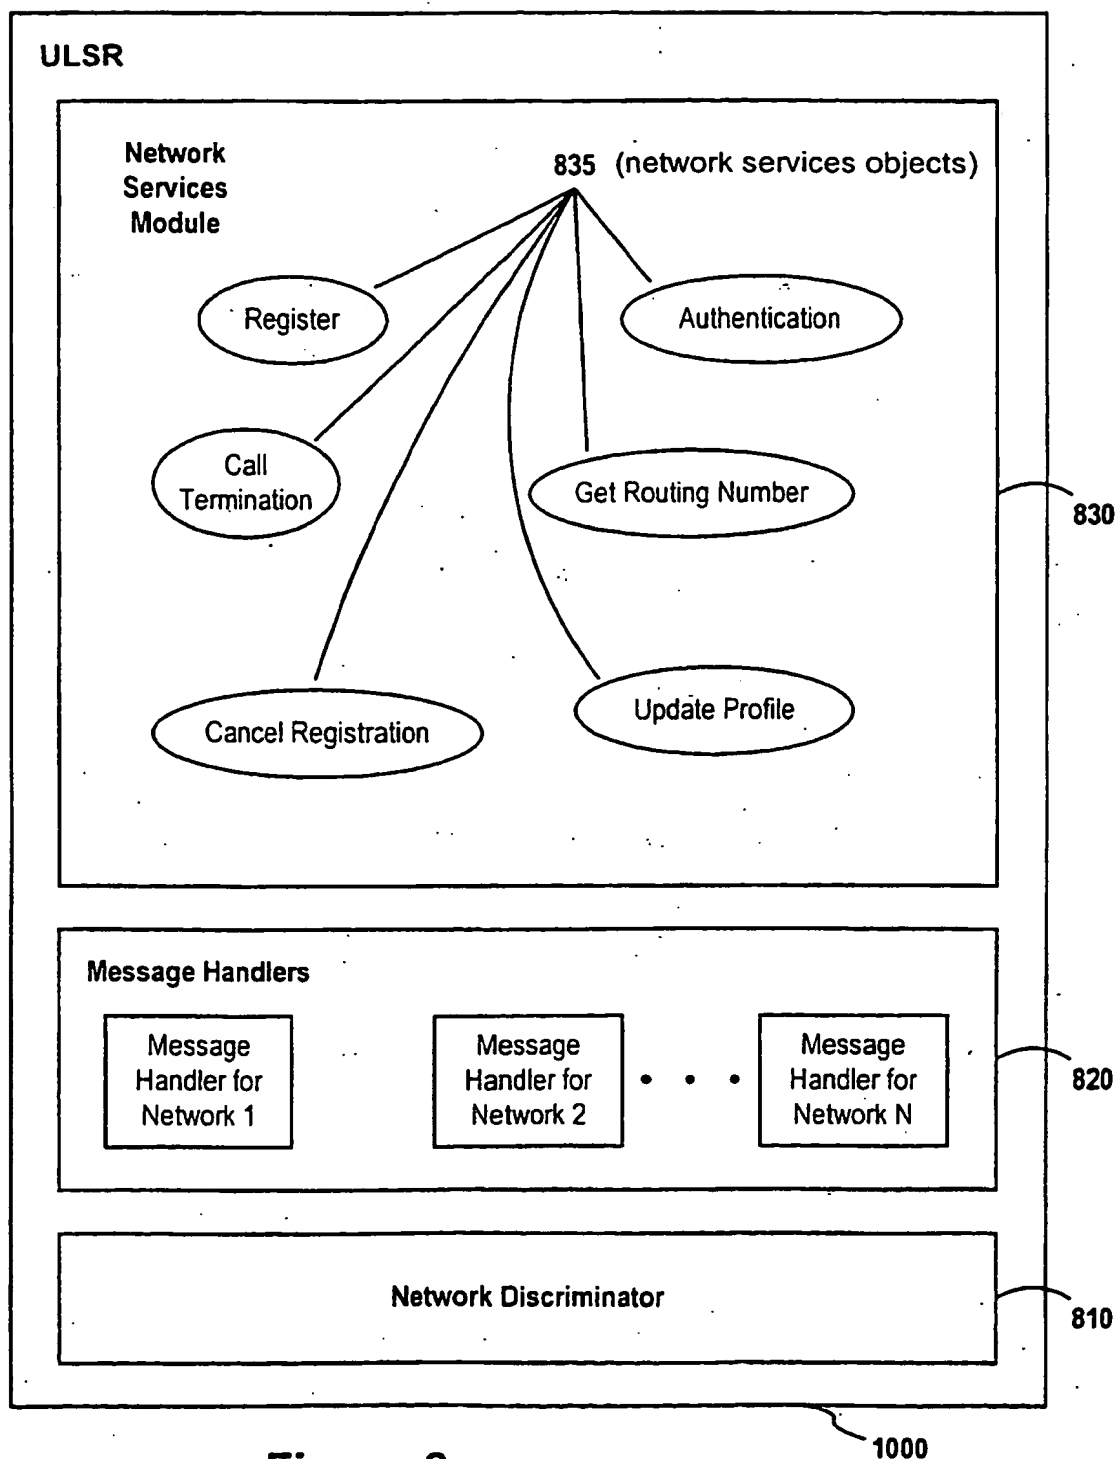 ULSR
Network
Services
Module
835 (network services objects)
Register
Authentication
Call
Termination
Get Routing Number
830
Cancel Registration
Update Profile
Message Handlers
Message
Handler for
Network 1
Message
Handler for
Network 2
• • •
Message
Handler for
Network N
820
Network Discriminator
810
1000